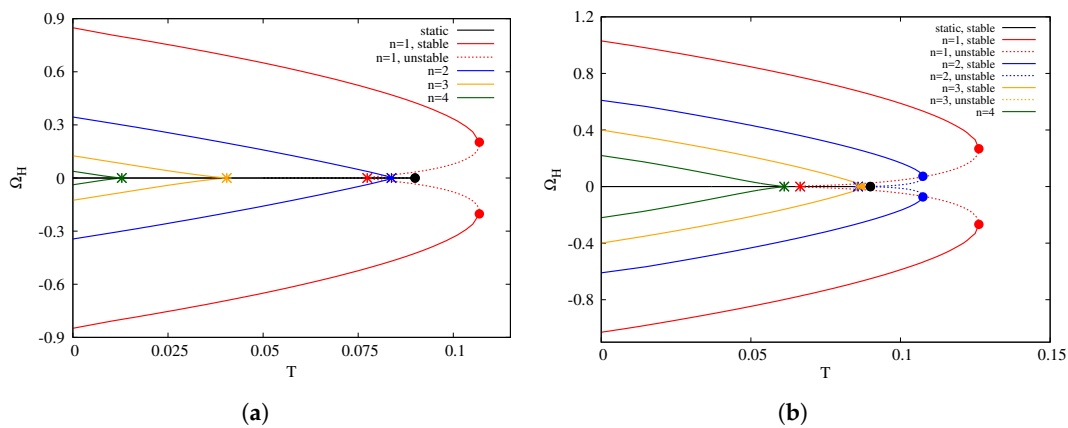 0.9
0.6
0.3
0
-0.3
-0.6
-0.9
Ω_H
0
0.025
0.05
0.075
0.1
T
static
n=1, stable
n=1, unstable
n=2
n=3
n=4
(a)
1.2
0.8
0.4
0
-0.4
-0.8
Ω_H
0
0.05
0.1
0.15
T
static, stable
n=1, stable
n=1, unstable
n=2, stable
n=2, unstable
n=3, stable
n=3, unstable
n=4
(b)